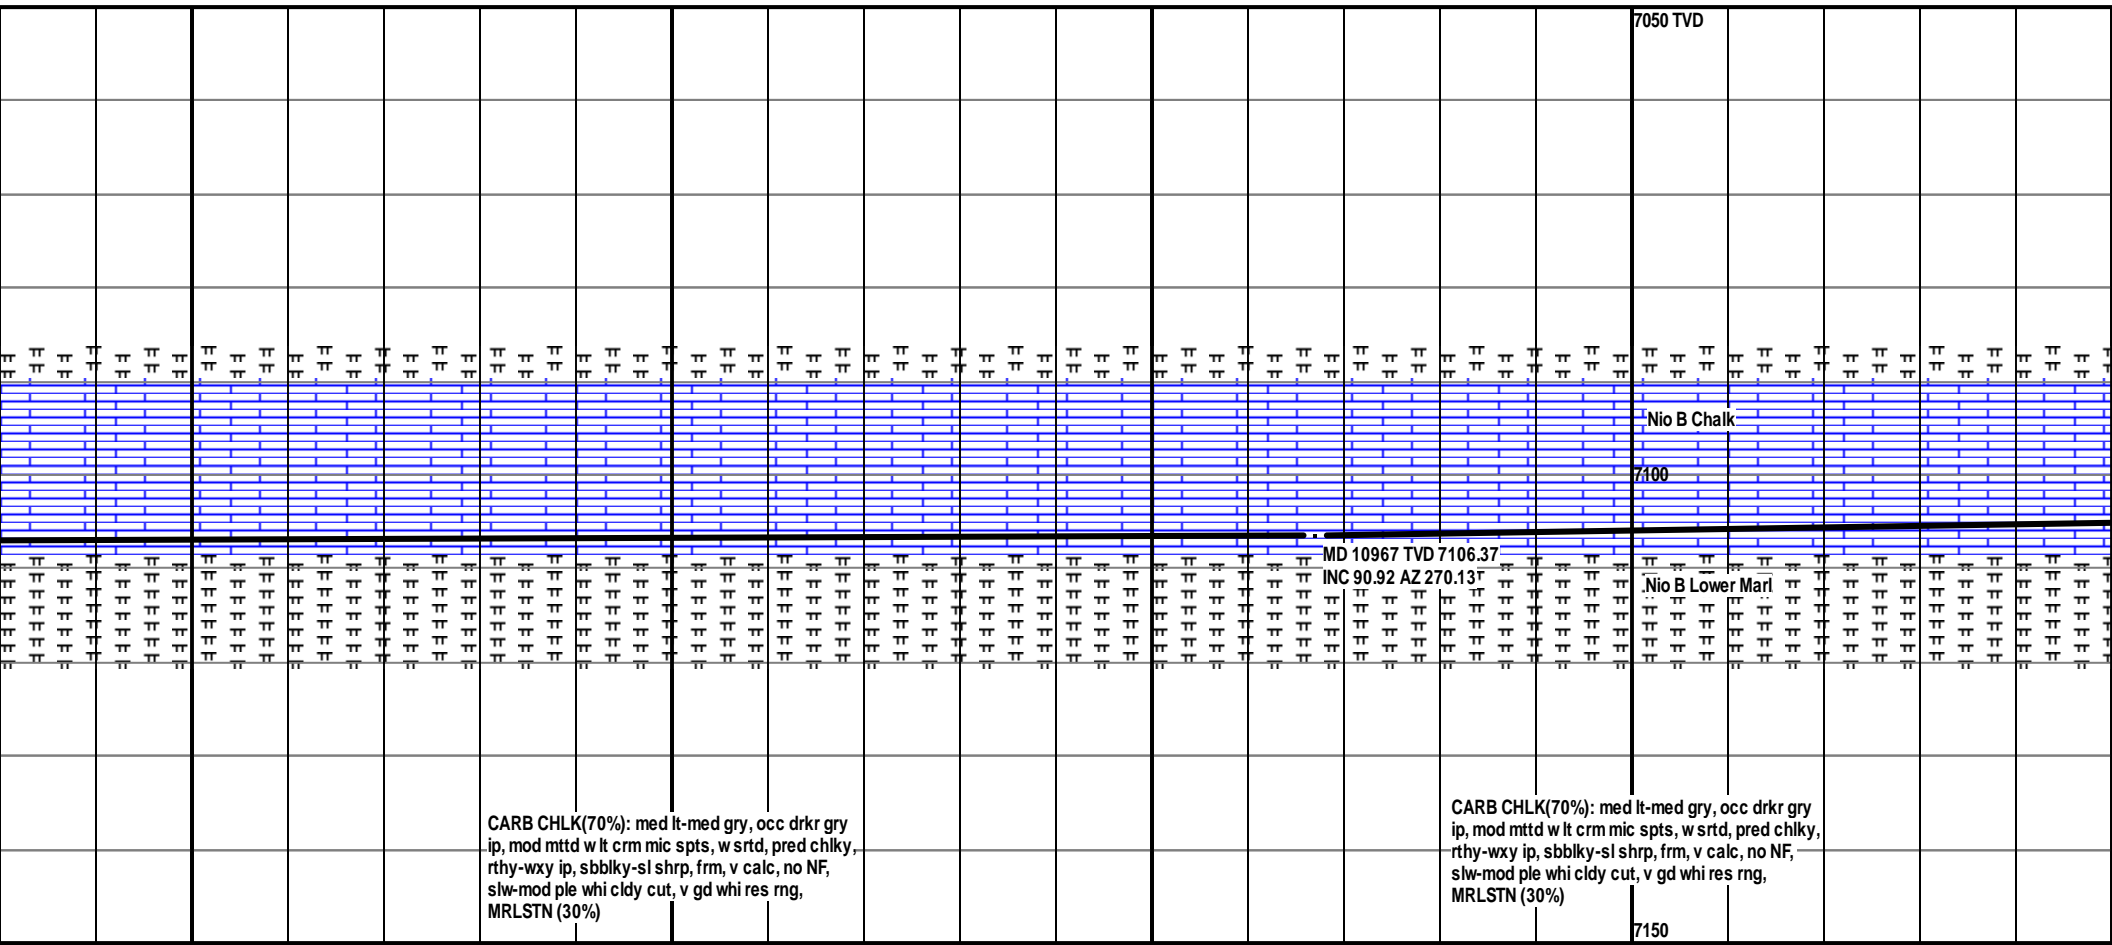 7050 TVD
Nio B Chalk
7100
MD 10967 TVD 7106.37
INC 90.92 AZ 270.13
Nio B Lower Marl
CARB CHLK(70%): med lt-med gry, occ drkr gry
ip, mod mttd w lt crm mic spts, w srtd, pred chlky,
rthy-wxy ip, sbblky-sl shrp, frm, v calc, no NF,
slw-mod ple whi cldy cut, v gd whi res rng,
MRLSTN (30%)
CARB CHLK(70%): med lt-med gry, occ drkr gry
ip, mod mttd w lt crm mic spts, w srtd, pred chlky,
rthy-wxy ip, sbblky-sl shrp, frm, v calc, no NF,
slw-mod ple whi cldy cut, v gd whi res rng,
MRLSTN (30%)
7150